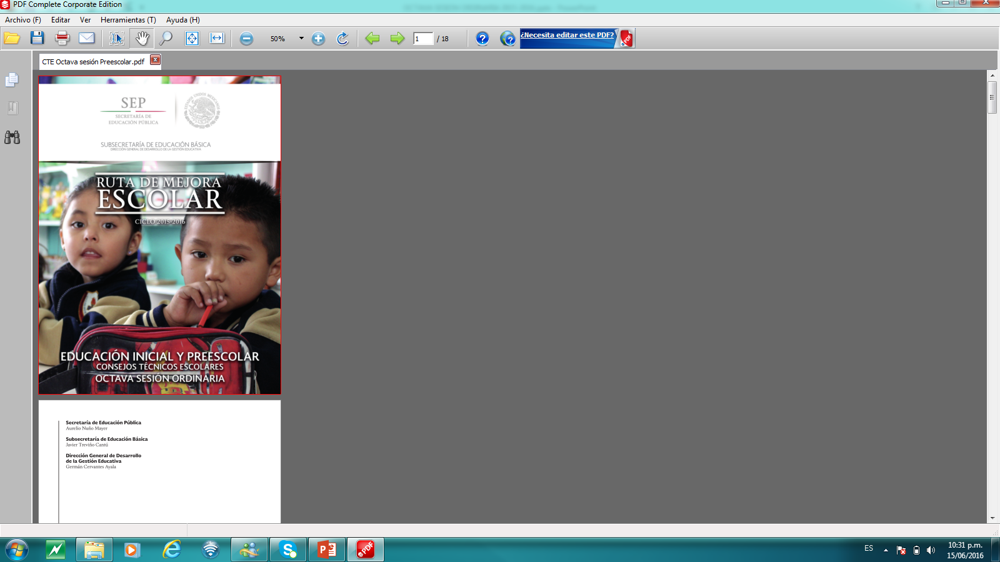 PDF Complete Corporate Edition
Archivo (F) Editar Ver Herramientas (T) Ayuda (H)
50% 1 / 18 ¿Necesita editar este PDF? PDF
CTE Octava sesión Preescolar.pdf
SEP
SECRETARÍA DE
EDUCACIÓN PÚBLICA
ESTADOS UNIDOS MEXICANOS
SUBSECRETARÍA DE EDUCACIÓN BÁSICA
DIRECCIÓN GENERAL DE DESARROLLO DE LA GESTIÓN EDUCATIVA
RUTA DE MEJORA
ESCOLAR
CICLO 2015-2016
EDUCACIÓN INICIAL Y PREESCOLAR
CONSEJOS TÉCNICOS ESCOLARES
OCTAVA SESIÓN ORDINARIA
Secretaría de Educación Pública
Aurelio Nuño Mayer
Subsecretaría de Educación Básica
Javier Treviño Cantú
Dirección General de Desarrollo
de la Gestión Educativa
Germán Cervantes Ayala
ES
10:31 p.m.
15/06/2016